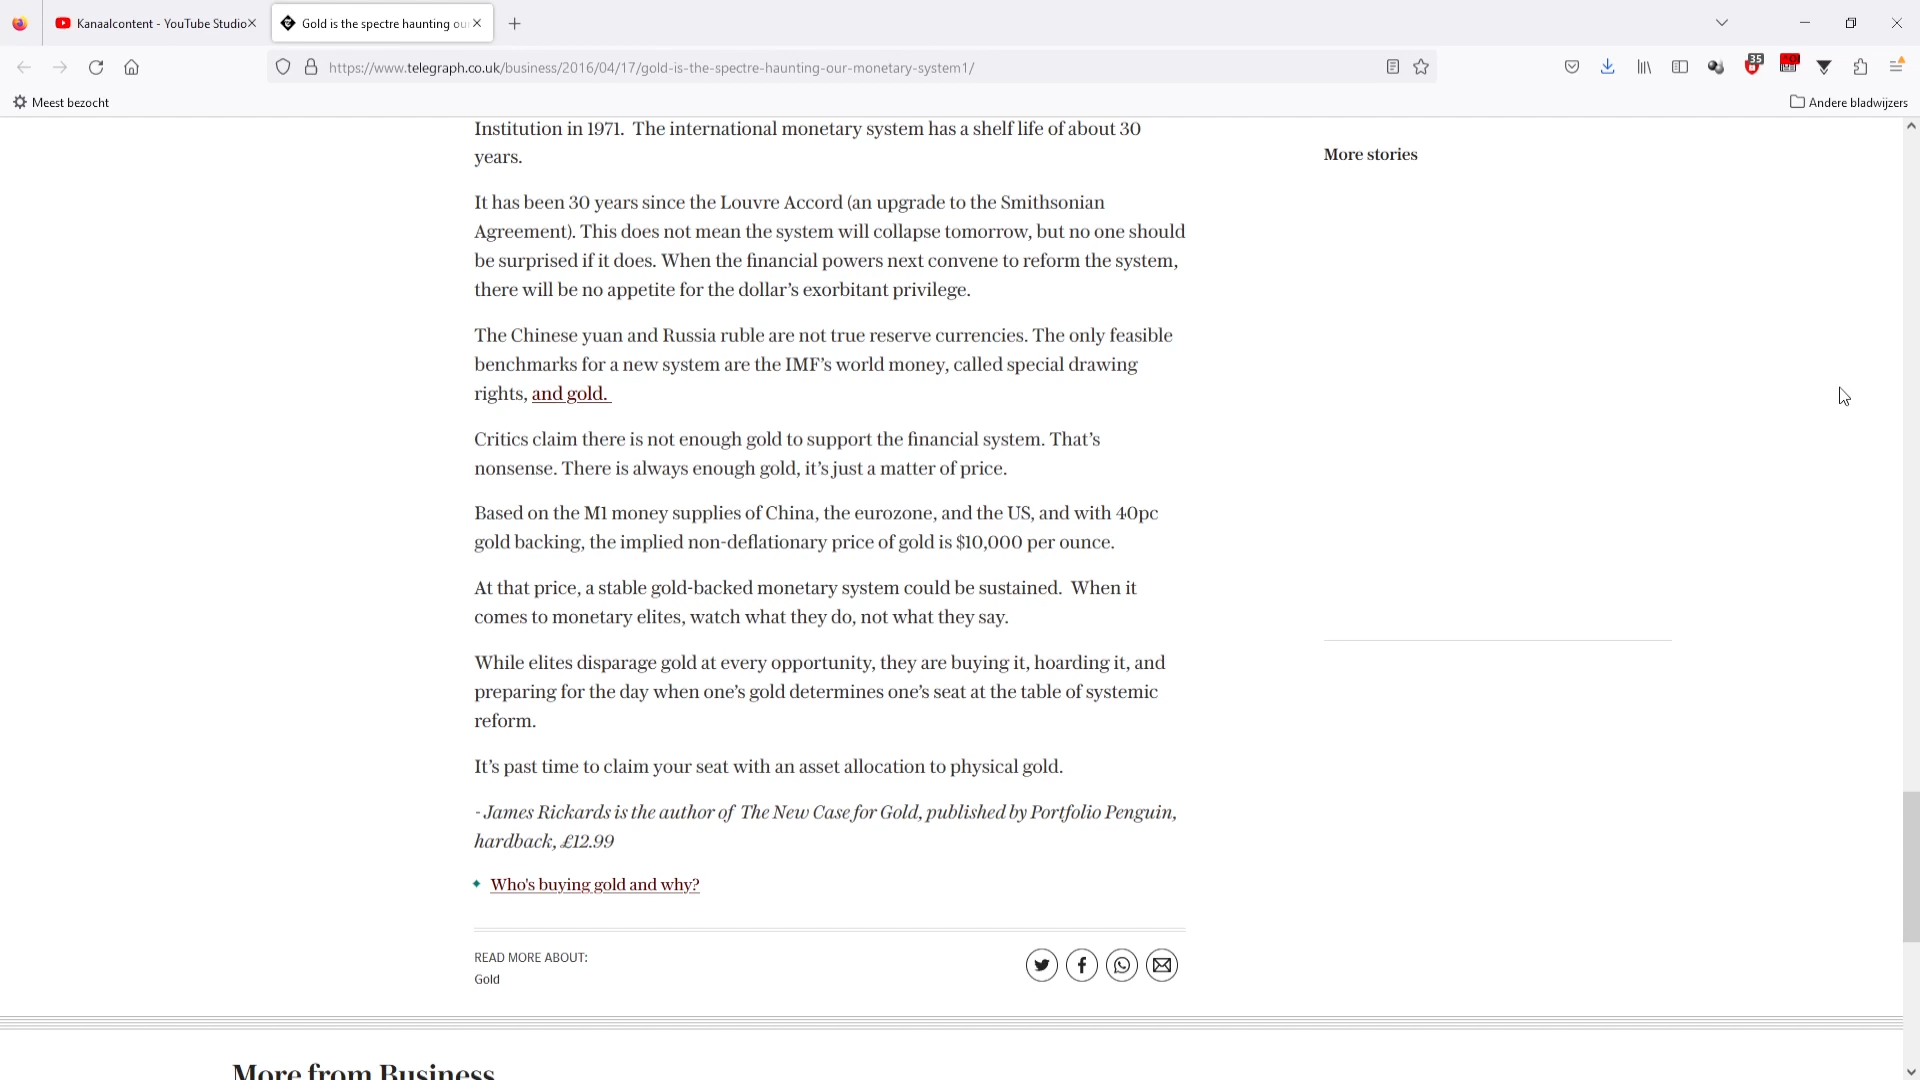 Kanaalcontent - YouTube Studio
Gold is the spectre haunting ou
https://www.telegraph.co.uk/business/2016/04/17/gold-is-the-spectre-haunting-our-monetary-system1/
35
Meest bezocht
Andere bladwijzers
Institution in 1971. The international monetary system has a shelf life of about 30
years.
More stories
It has been 30 years since the Louvre Accord (an upgrade to the Smithsonian
Agreement). This does not mean the system will collapse tomorrow, but no one should
be surprised if it does. When the financial powers next convene to reform the system,
there will be no appetite for the dollar’s exorbitant privilege.
The Chinese yuan and Russia ruble are not true reserve currencies. The only feasible
benchmarks for a new system are the IMF’s world money, called special drawing
rights, and gold.
Critics claim there is not enough gold to support the financial system. That’s
nonsense. There is always enough gold, it’s just a matter of price.
Based on the M1 money supplies of China, the eurozone, and the US, and with 40pc
gold backing, the implied non-deflationary price of gold is $10,000 per ounce.
At that price, a stable gold-backed monetary system could be sustained. When it
comes to monetary elites, watch what they do, not what they say.
While elites disparage gold at every opportunity, they are buying it, hoarding it, and
preparing for the day when one’s gold determines one’s seat at the table of systemic
reform.
It’s past time to claim your seat with an asset allocation to physical gold.
- James Rickards is the author of The New Case for Gold, published by Portfolio Penguin,
hardback, £12.99
Who's buying gold and why?
READ MORE ABOUT:
Gold
More from Business